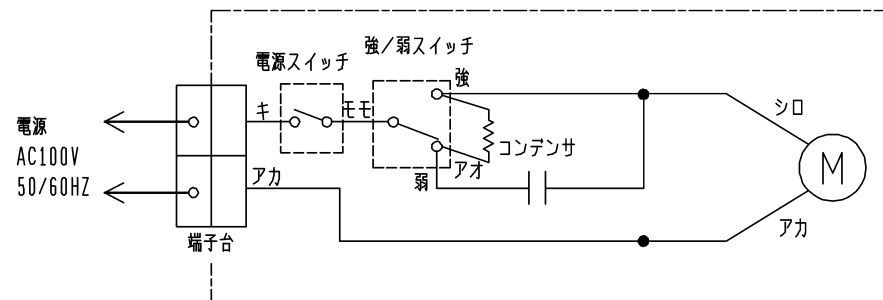 強/弱スイッチ
電源スイッチ
強
シロ
キ
モモ
電源
AC100V
50/60HZ
コンデンサ
M
アカ
弱
アオ
アカ
端子台